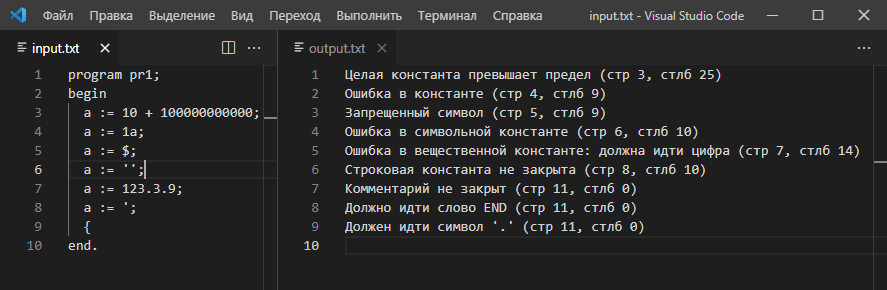 Файл Правка Выделение Вид Переход Выполнить Терминал Справка input.txt - Visual Studio Code
input.txt
1 program pr1;
2 begin
3 a := 10 + 100000000000;
4 a := 1a;
5 a := $;
6 a := '';
7 a := 123.3.9;
8 a := ';
9 {
10 end.
output.txt
1 Целая константа превышает предел (стр 3, стлб 25)
2 Ошибка в константе (стр 4, стлб 9)
3 Запрещенный символ (стр 5, стлб 9)
4 Ошибка в символьной константе (стр 6, стлб 10)
5 Ошибка в вещественной константе: должна идти цифра (стр 7, стлб 14)
6 Строковая константа не закрыта (стр 8, стлб 10)
7 Комментарий не закрыт (стр 11, стлб 0)
8 Должно идти слово END (стр 11, стлб 0)
9 Должен идти символ '.' (стр 11, стлб 0)
10